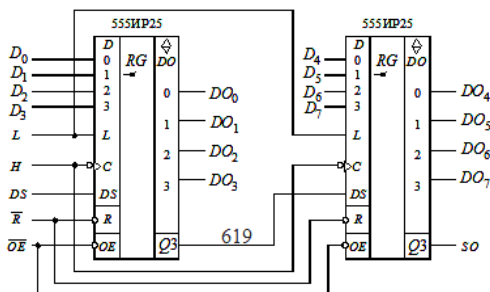 555ИР25 555ИР25
D RG DO D RG DO
D0 0 D4 0
D1 1 D5 1
D2 2 D6 2
D3 3 D7 3
0 DO0 0 DO4
1 DO1 1 DO5
2 DO2 2 DO6
3 DO3 3 DO7
L L L
H C C
DS DS DS
R R R
OE OE Q3 619 OE Q3 SO